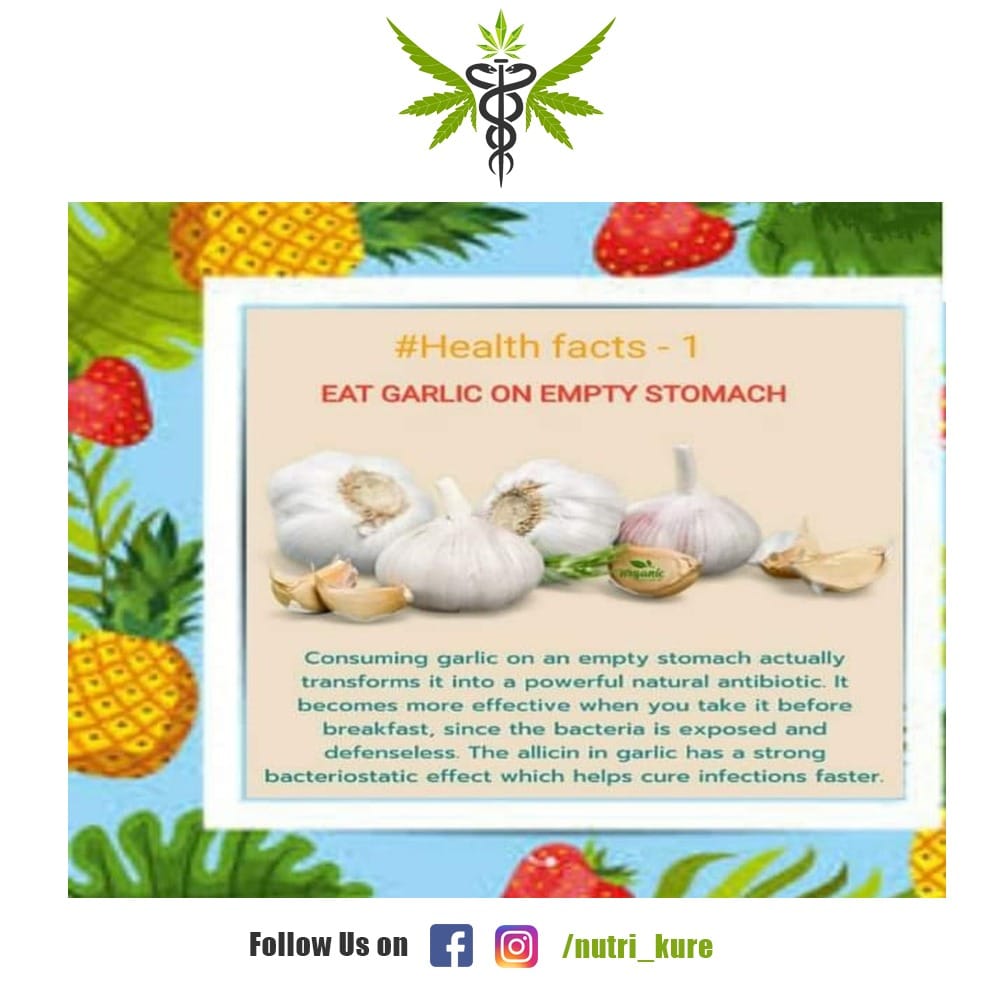 #Health facts - 1
EAT GARLIC ON EMPTY STOMACH
organic
Consuming garlic on an empty stomach actually
transforms it into a powerful natural antibiotic. It
becomes more effective when you take it before
breakfast, since the bacteria is exposed and
defenseless. The allicin in garlic has a strong
bacteriostatic effect which helps cure infections faster.
Follow Us on /nutri_kure